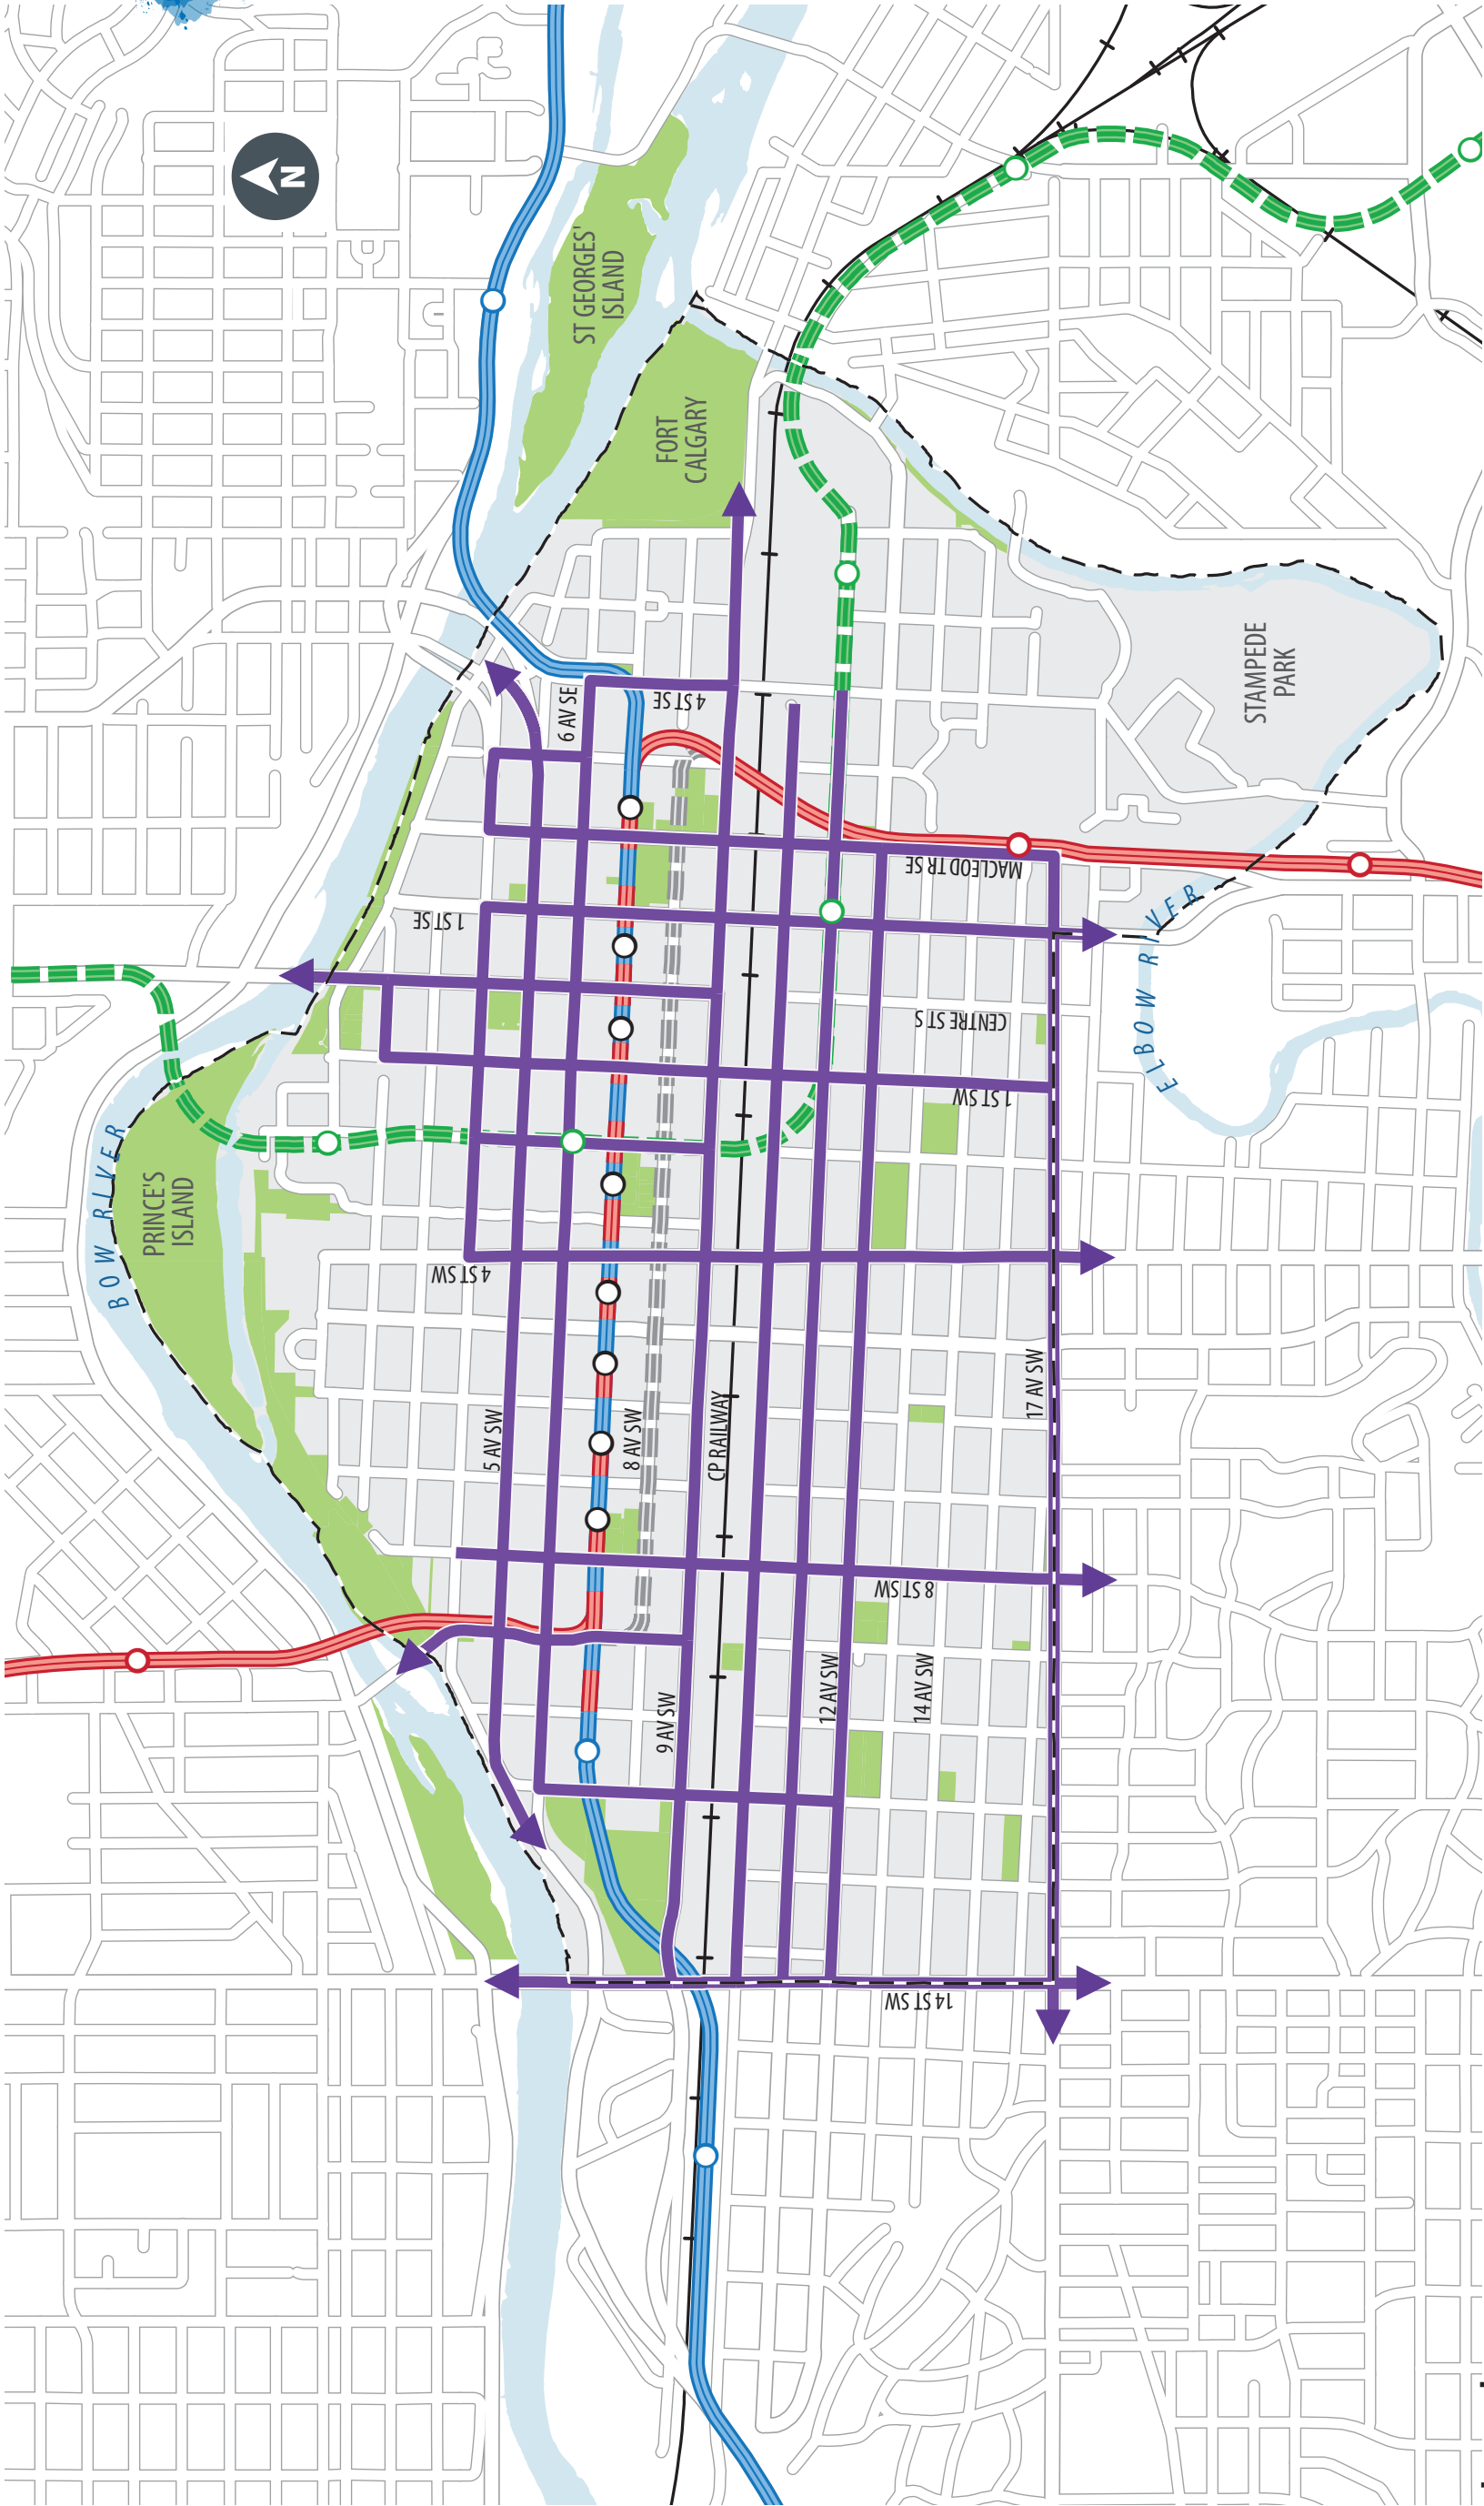 N
ST GEORGES'
ISLAND
FORT
CALGARY
STAMPEDE
PARK
6 AV SE
4 ST SE
MACLEOD TR SE
1 ST SE
ELBOW RIVER
CENTRE ST S
1 ST SW
BOW RIVER
PRINCE'S
ISLAND
4 ST SW
17 AV SW
5 AV SW
8 AV SW
CP RAILWAY
8 ST SW
12 AV SW
14 AV SW
9 AV SW
14 ST SW